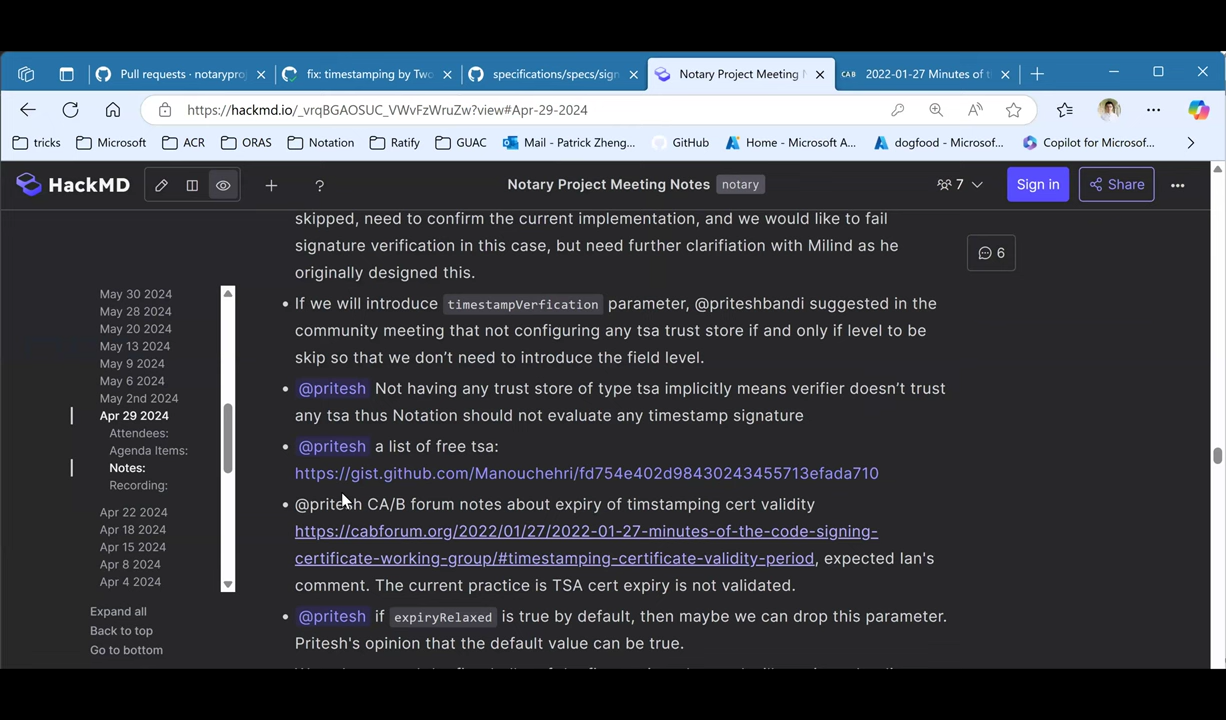 Pull requests · notarypro
fix: timestamping by Two
specifications/specs/sign
Notary Project Meeting N
CAB
2022-01-27 Minutes of t
https://hackmd.io/_vrqBGAOSUC_VWvFzWruZw?view#Apr-29-2024
tricks
Microsoft
ACR
ORAS
Notation
Ratify
GUAC
Mail - Patrick Zheng...
GitHub
Home - Microsoft A...
dogfood - Microsof...
Copilot for Microsof...
HackMD
Notary Project Meeting Notes
notary
7
Sign in
Share
skipped, need to confirm the current implementation, and we would like to fail
signature verification in this case, but need further clarifiation with Milind as he
originally designed this.
6
If we will introduce timestampVerfication parameter, @priteshbandi suggested in the
community meeting that not configuring any tsa trust store if and only if level to be
skip so that we don't need to introduce the field level.
@pritesh Not having any trust store of type tsa implicitly means verifier doesn't trust
any tsa thus Notation should not evaluate any timestamp signature
@pritesh a list of free tsa:
https://gist.github.com/Manouchehri/fd754e402d98430243455713efada710
@pritesh CA/B forum notes about expiry of timstamping cert validity
https://cabforum.org/2022/01/27/2022-01-27-minutes-of-the-code-signing-
certificate-working-group/#timestamping-certificate-validity-period, expected Ian's
comment. The current practice is TSA cert expiry is not validated.
@pritesh if expiryRelaxed is true by default, then maybe we can drop this parameter.
Pritesh's opinion that the default value can be true.
May 30 2024
May 28 2024
May 20 2024
May 13 2024
May 9 2024
May 6 2024
May 2nd 2024
Apr 29 2024
Attendees:
Agenda Items:
Notes:
Recording:
Apr 22 2024
Apr 18 2024
Apr 15 2024
Apr 8 2024
Apr 4 2024
Expand all
Back to top
Go to bottom